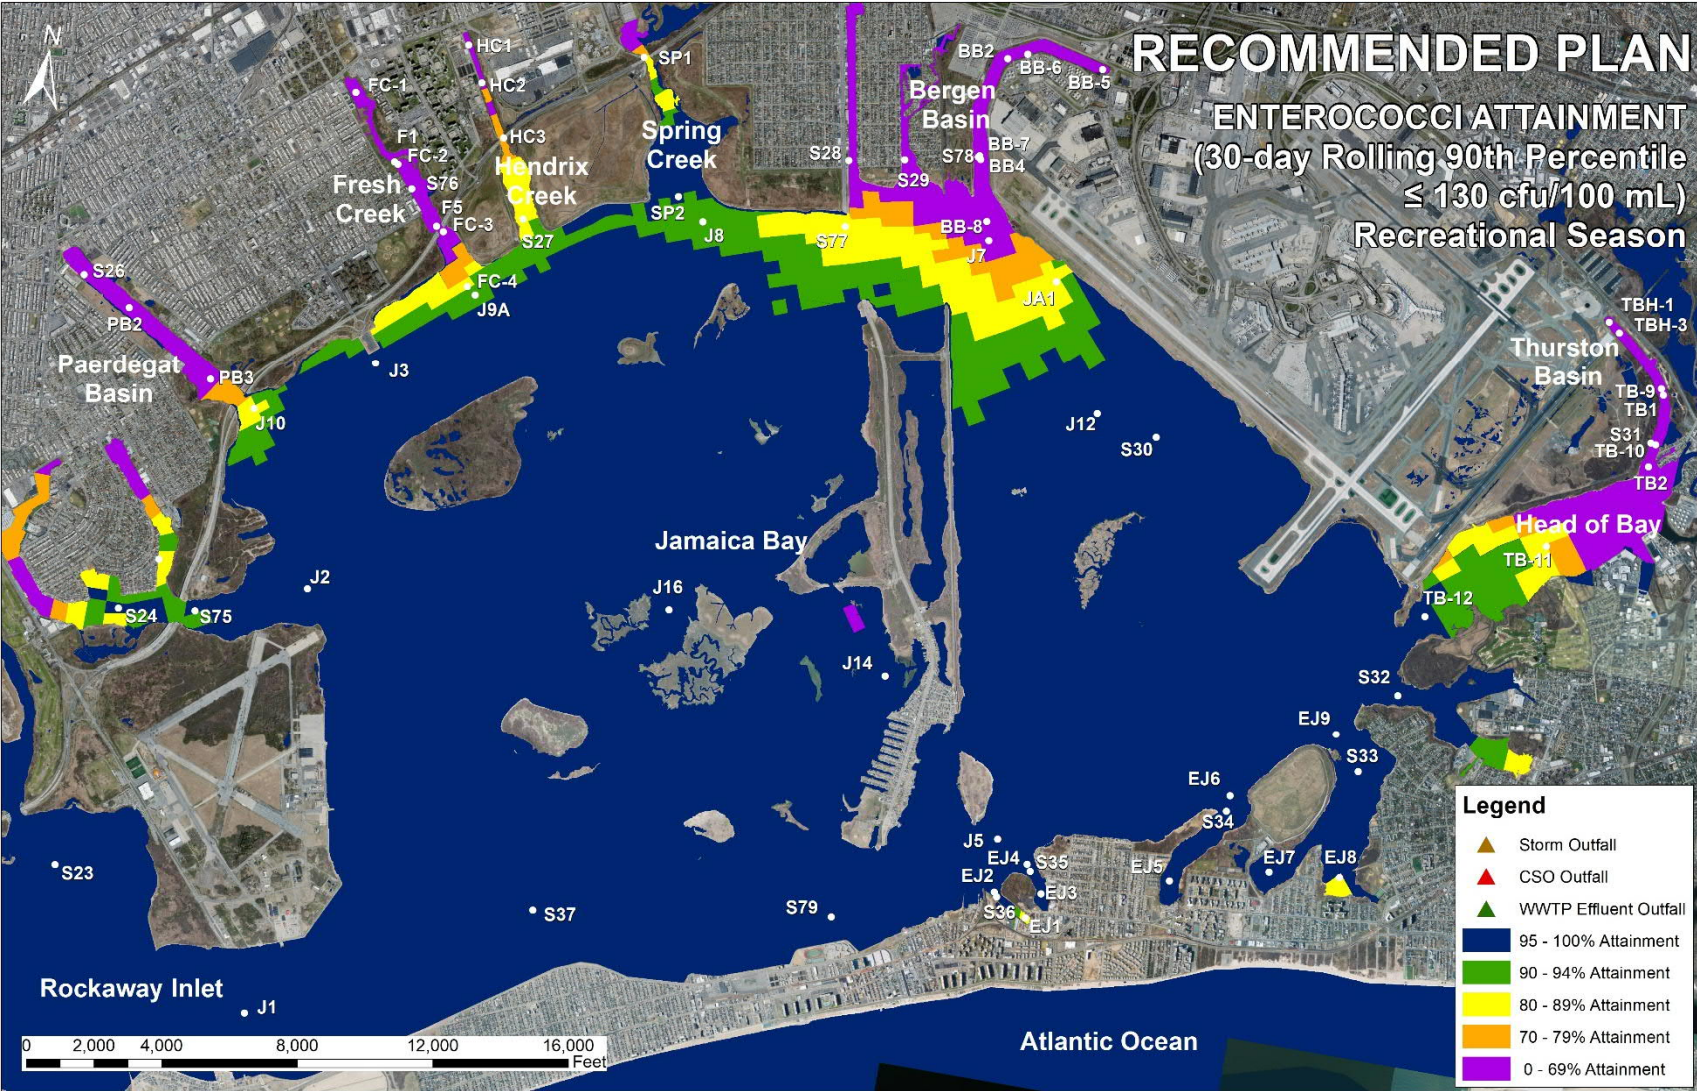 RECOMMENDED PLAN
ENTEROCOCCI ATTAINMENT
(30-day Rolling 90th Percentile
≤ 130 cfu/100 mL)
Recreational Season
N
HC1
SP1
BB2
BB-6
BB-5
FC-1
HC2
Bergen
Basin
HC3
Spring
Creek
F1
FC-2
S28
S29
S78
BB-7
BB4
Hendrix
Creek
Fresh
Creek
S76
F5
FC-3
SP2
J8
S27
S77
BB-8
J7
S26
FC-4
J9A
JA1
PB2
TBH-1
TBH-3
Paerdegat
Basin
PB3
J3
Thurston
Basin
J10
TB-9
TB1
J12
S30
S31
TB-10
TB2
Head of Bay
Jamaica Bay
TB-11
J2
J16
TB-12
S24
S75
J14
S32
EJ9
S33
EJ6
S34
J5
EJ4
S35
EJ2
EJ3
EJ5
EJ7
EJ8
S23
S37
S79
S36
EJ1
Rockaway Inlet
J1
Atlantic Ocean
0 2,000 4,000 8,000 12,000 16,000
Feet
Legend
Storm Outfall
CSO Outfall
WWTP Effluent Outfall
95 - 100% Attainment
90 - 94% Attainment
80 - 89% Attainment
70 - 79% Attainment
0 - 69% Attainment